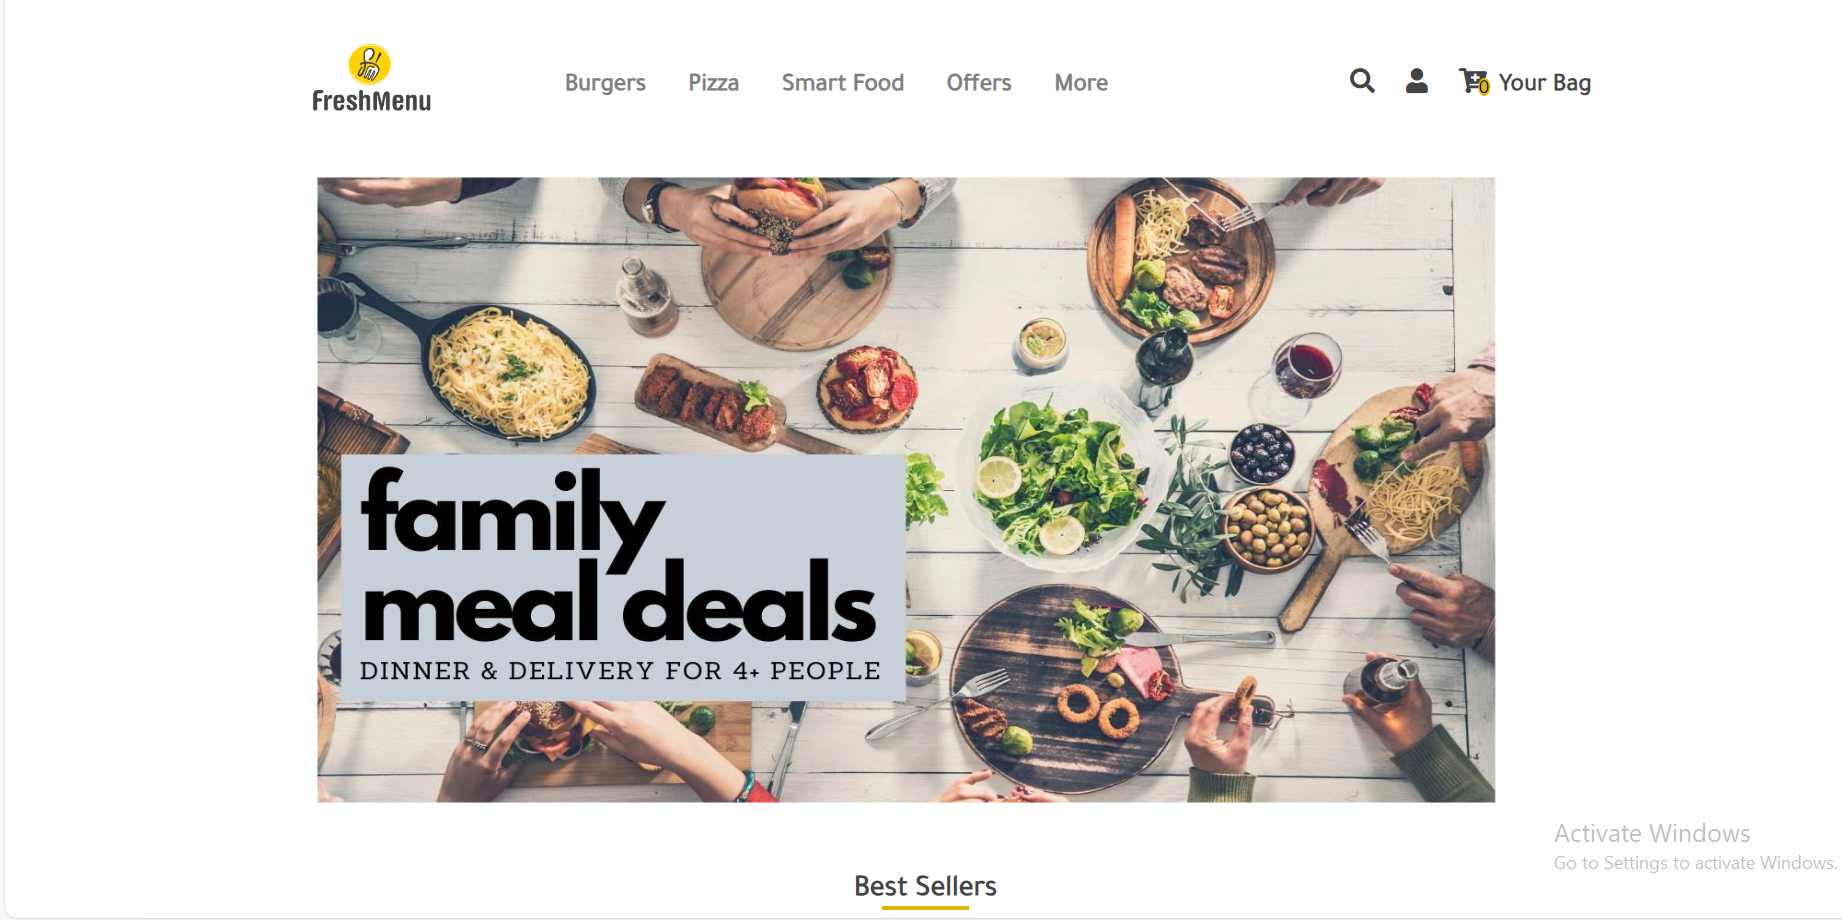 FreshMenu
Burgers
Pizza
Smart Food
Offers
More
0
Your Bag
family
meal deals
DINNER & DELIVERY FOR 4+ PEOPLE
Activate Windows
Go to Settings to activate Windows.
Best Sellers